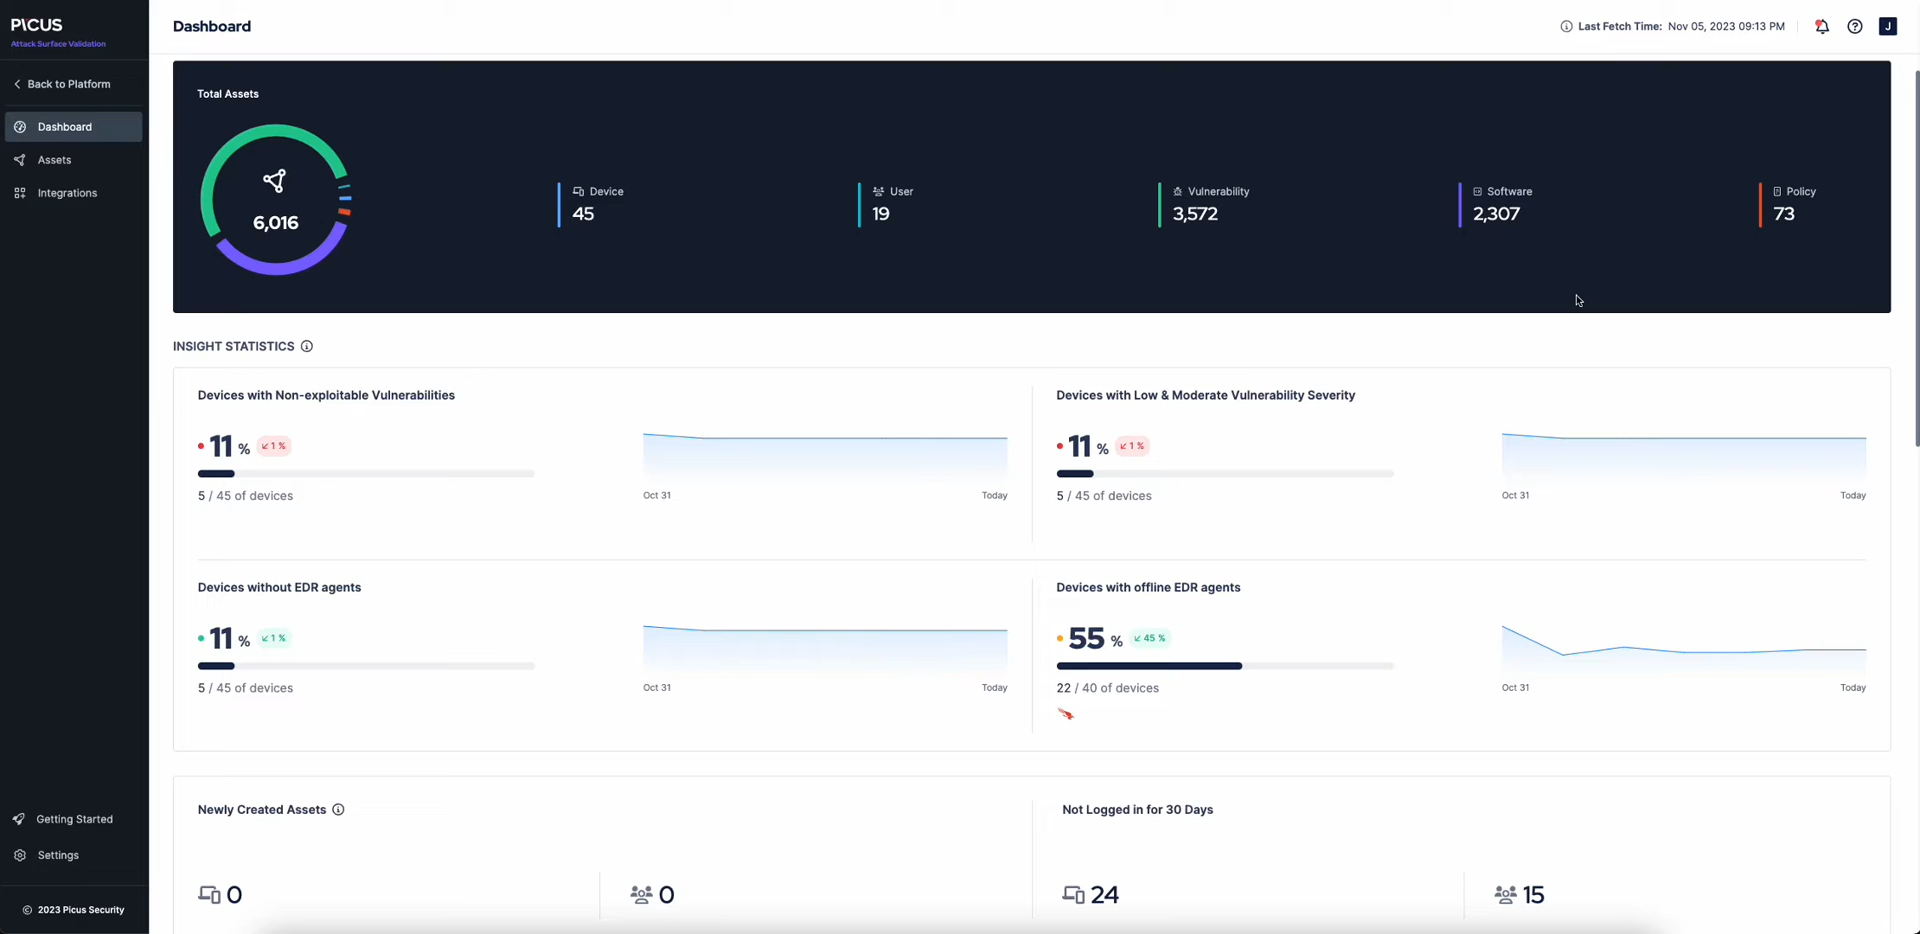 PICUS
Attack Surface Validation
Back to Platform
Dashboard
Assets
Integrations
Getting Started
Settings
© 2023 Picus Security
Dashboard
Last Fetch Time: Nov 05, 2023 09:13 PM
J
Total Assets
6,016
Device
45
User
19
Vulnerability
3,572
Software
2,307
Policy
73
INSIGHT STATISTICS
Devices with Non-exploitable Vulnerabilities
11 % 1 %
5 / 45 of devices
Oct 31 Today
Devices with Low & Moderate Vulnerability Severity
11 % 1 %
5 / 45 of devices
Oct 31 Today
Devices without EDR agents
11 % 1 %
5 / 45 of devices
Oct 31 Today
Devices with offline EDR agents
55 % 45 %
22 / 40 of devices
Oct 31 Today
Newly Created Assets
0
0
Not Logged in for 30 Days
24
15